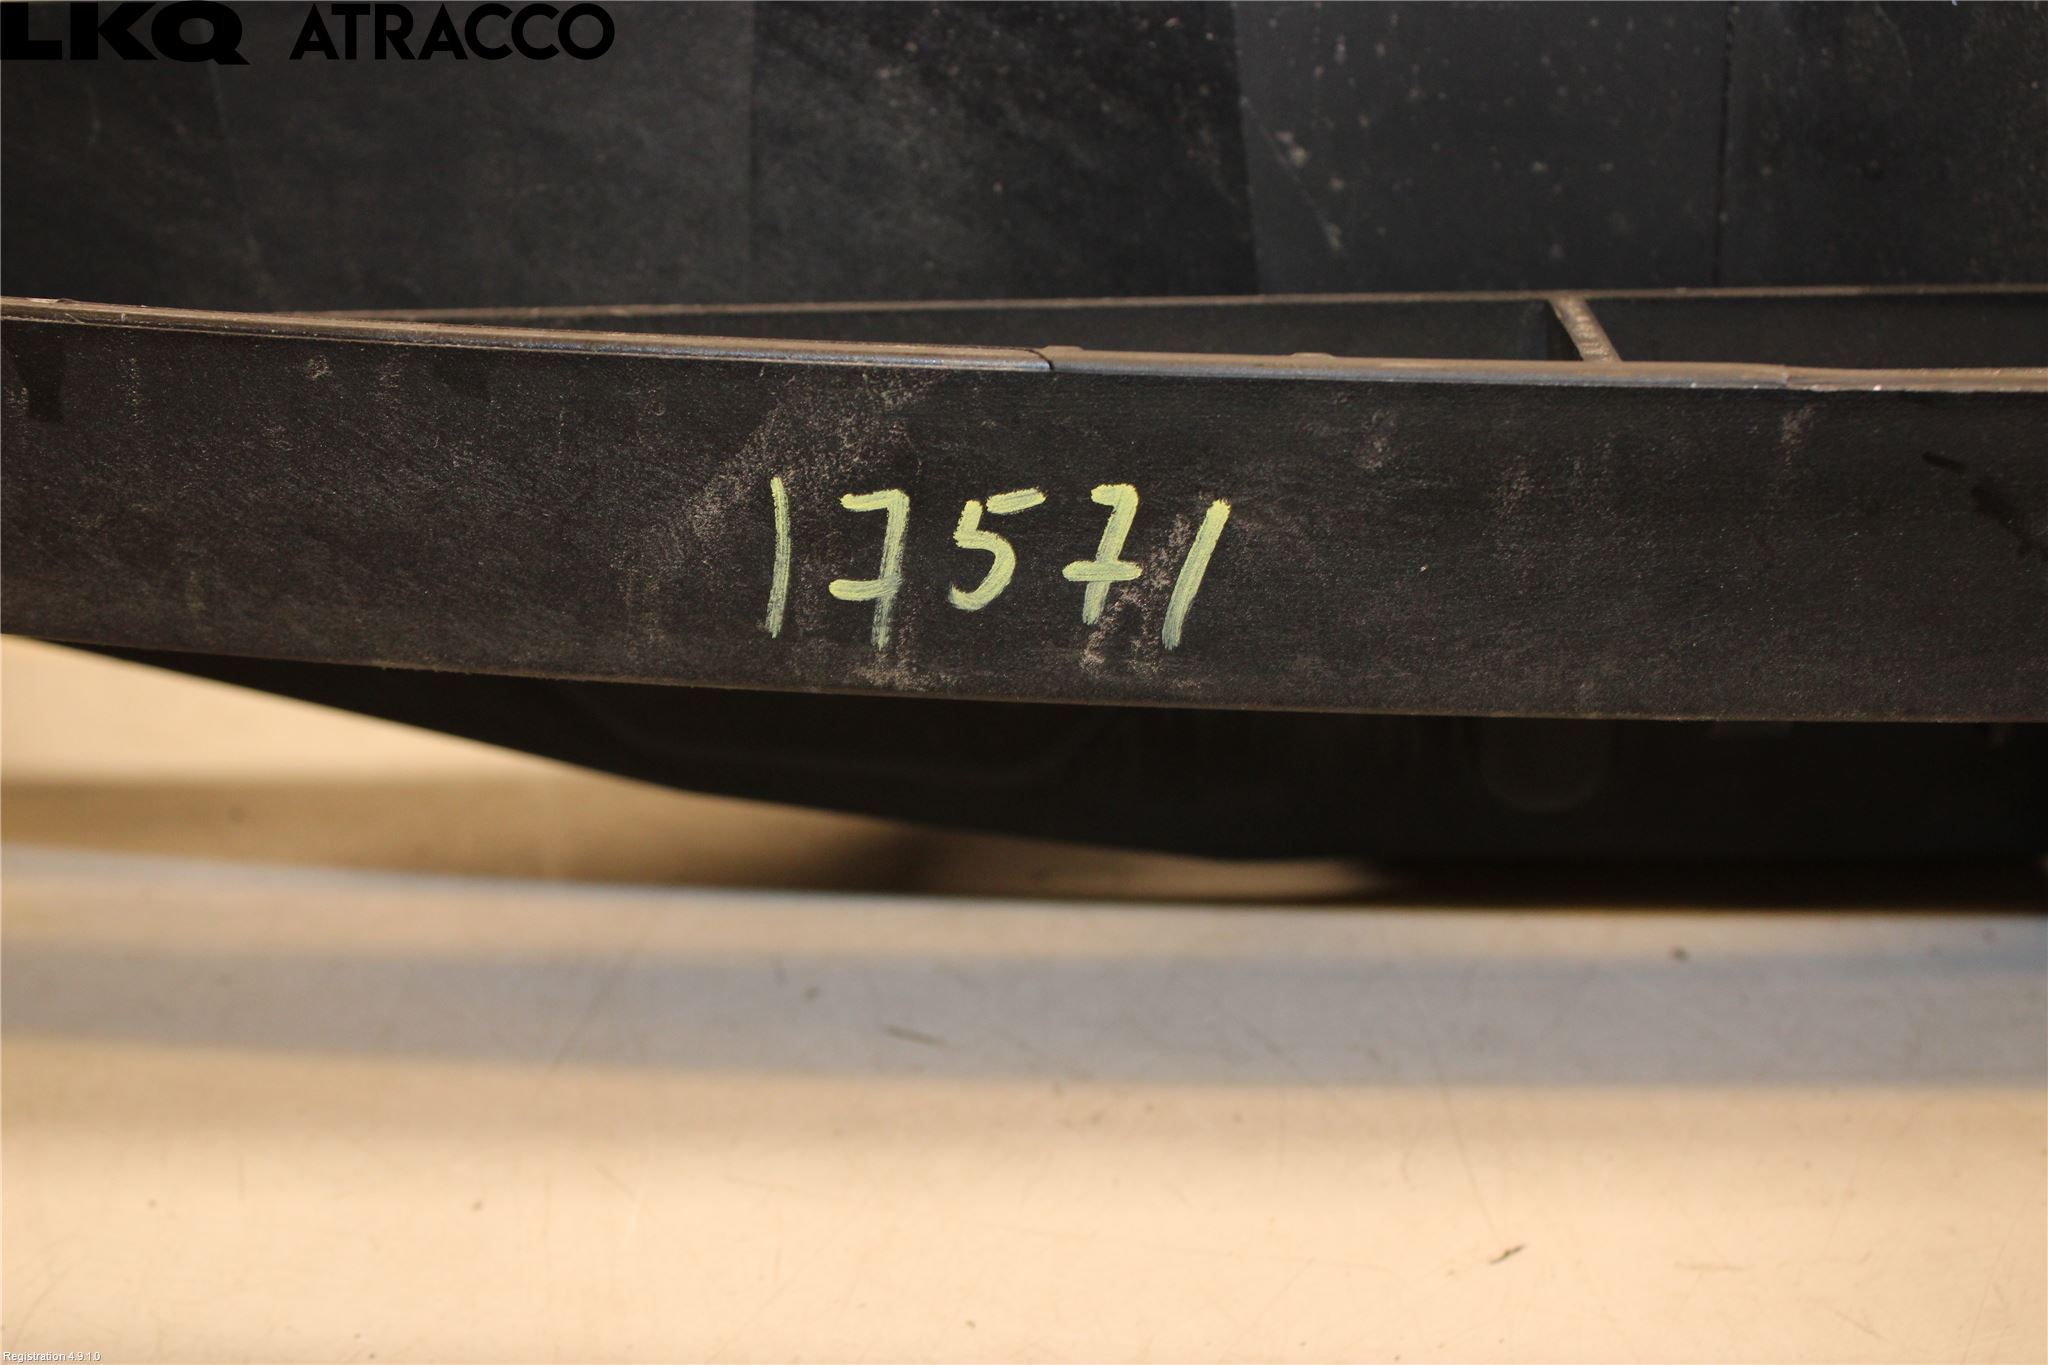 LKQ ATRACCO
17571
Registration 4.9.1.0